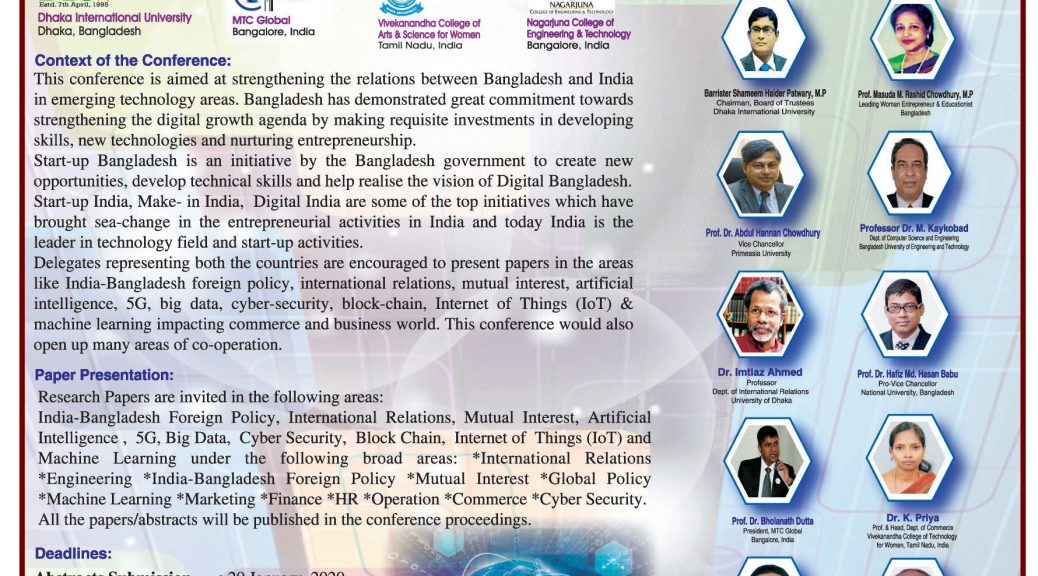 Estd. 7th April, 1995
Dhaka International University
Dhaka, Bangladesh
MTC Global
Bangalore, India
Vivekanandha College of
Arts & Science for Women
Tamil Nadu, India
NAGARJUNA
COLLEGE OF ENGINEERING & TECHNOLOGY
Nagarjuna College of
Engineering & Technology
Bangalore, India
Context of the Conference:
This conference is aimed at strengthening the relations between Bangladesh and India
in emerging technology areas. Bangladesh has demonstrated great commitment towards
strengthening the digital growth agenda by making requisite investments in developing
skills, new technologies and nurturing entrepreneurship.
Start-up Bangladesh is an initiative by the Bangladesh government to create new
opportunities, develop technical skills and help realise the vision of Digital Bangladesh.
Start-up India, Make- in India, Digital India are some of the top initiatives which have
brought sea-change in the entrepreneurial activities in India and today India is the
leader in technology field and start-up activities.
Delegates representing both the countries are encouraged to present papers in the areas
like India-Bangladesh foreign policy, international relations, mutual interest, artificial
intelligence, 5G, big data, cyber-security, block-chain, Internet of Things (IoT) &
machine learning impacting commerce and business world. This conference would also
open up many areas of co-operation.
Paper Presentation:
Research Papers are invited in the following areas:
India-Bangladesh Foreign Policy, International Relations, Mutual Interest, Artificial
Intelligence , 5G, Big Data, Cyber Security, Block Chain, Internet of Things (IoT) and
Machine Learning under the following broad areas: *International Relations
*Engineering *India-Bangladesh Foreign Policy *Mutual Interest *Global Policy
*Machine Learning *Marketing *Finance *HR *Operation *Commerce *Cyber Security.
All the papers/abstracts will be published in the conference proceedings.
Deadlines:
Abstracts Submission : 20 January, 2020
Barrister Shameem Haider Patwary, M.P
Chairman, Board of Trustees
Dhaka International University
Prof. Masuda M. Rashid Chowdhury, M.P
Leading Woman Entrepreneur & Educationist
Bangladesh
Prof. Dr. Abdul Hannan Chowdhury
Vice Chancellor
Primeasia University
Professor Dr. M. Kaykobad
Dept. of Computer Science and Engineering
Bangladesh University of Engineering and Technology
Dr. Imtiaz Ahmed
Professor
Dept. of International Relations
University of Dhaka
Prof. Dr. Hafiz Md. Hasan Babu
Pro-Vice Chancellor
National University, Bangladesh
Prof. Dr. Bholanath Dutta
President, MTC Global
Bangalore, India
Dr. K. Priya
Prof. & Head, Dept. of Commerce
Vivekanandha College of Technology
for Women, Tamil Nadu, India